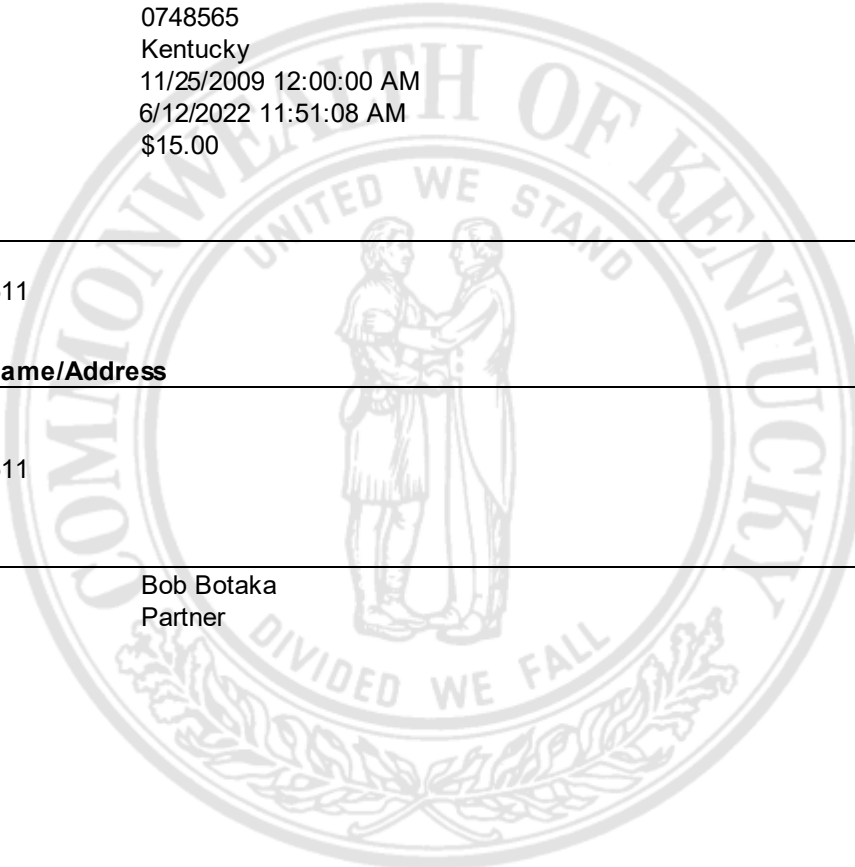 0748565
Kentucky
11/25/2009 12:00:00 AM
6/12/2022 11:51:08 AM
$15.00
COMMONWEALTH OF KENTUCKY
UNITED WE STAND
11
ame/Address
11
Bob Botaka
Partner
DIVIDED WE FALL